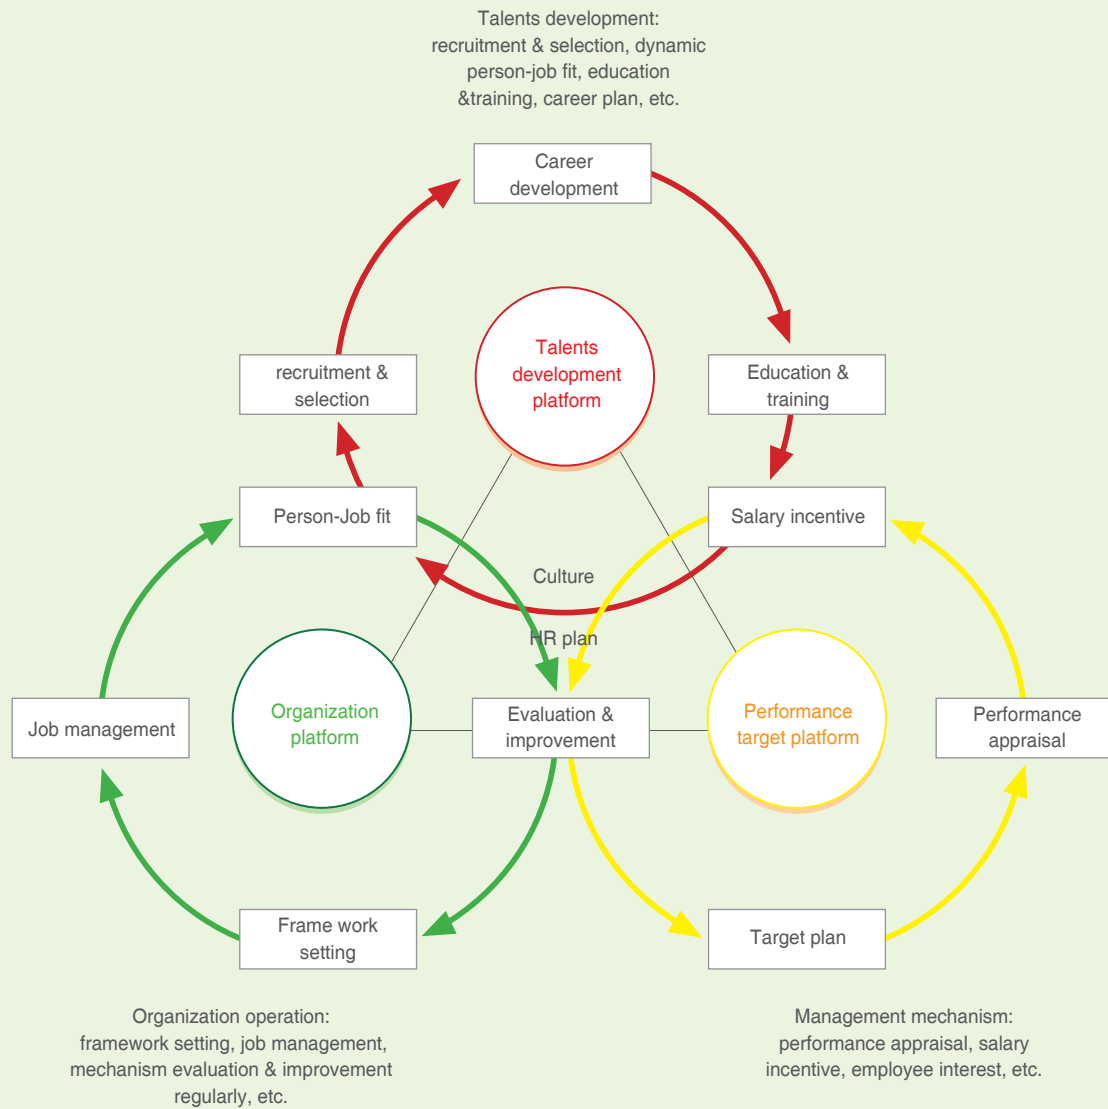 Talents development:
recruitment & selection, dynamic
person-job fit, education
&training, career plan, etc.
Career
development
Talents
development
platform
recruitment &
selection
Education &
training
Person-Job fit
Salary incentive
Culture
HR plan
Organization
platform
Evaluation &
improvement
Performance
target platform
Job management
Performance
appraisal
Frame work
setting
Target plan
Organization operation:
framework setting, job management,
mechanism evaluation & improvement
regularly, etc.
Management mechanism:
performance appraisal, salary
incentive, employee interest, etc.